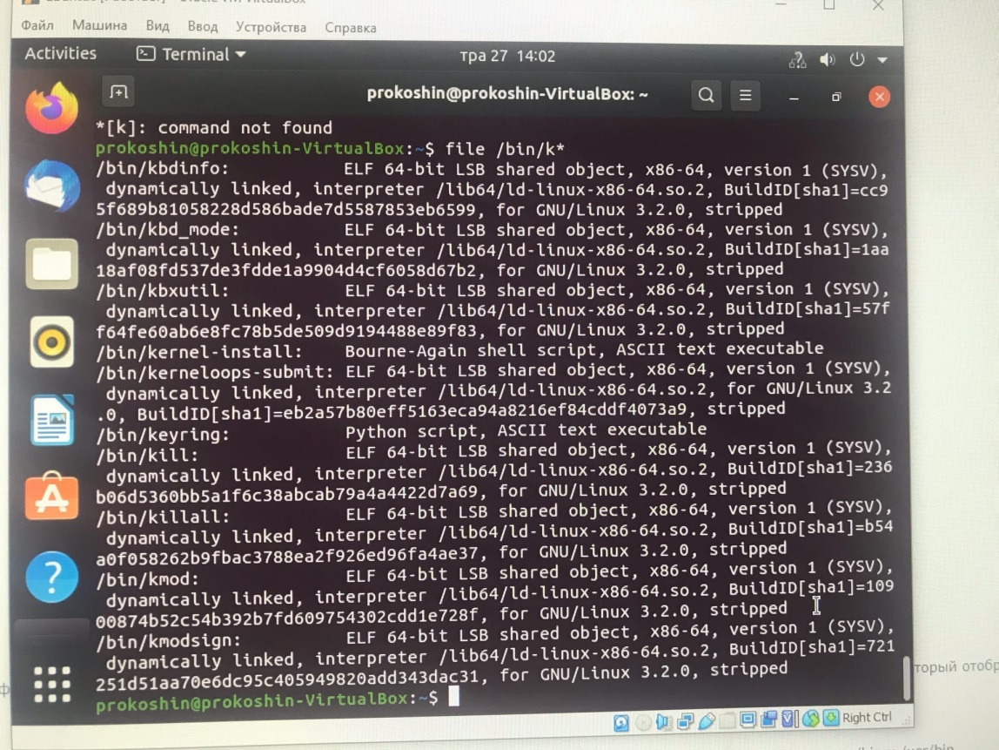 Файл Машина Вид Ввод Устройства Справка
Activities Terminal тра 27 14:02
prokoshin@prokoshin-VirtualBox: ~
*[k]: command not found
prokoshin@prokoshin-VirtualBox:~$ file /bin/k*
/bin/kbdinfo: ELF 64-bit LSB shared object, x86-64, version 1 (SYSV),
dynamically linked, interpreter /lib64/ld-linux-x86-64.so.2, BuildID[sha1]=cc9
5f689b81058228d586bade7d5587853eb6599, for GNU/Linux 3.2.0, stripped
/bin/kbd_mode: ELF 64-bit LSB shared object, x86-64, version 1 (SYSV),
dynamically linked, interpreter /lib64/ld-linux-x86-64.so.2, BuildID[sha1]=1aa
18af08fd537de3fdde1a9904d4cf6058d67b2, for GNU/Linux 3.2.0, stripped
/bin/kbxutil: ELF 64-bit LSB shared object, x86-64, version 1 (SYSV),
dynamically linked, interpreter /lib64/ld-linux-x86-64.so.2, BuildID[sha1]=57f
f64fe60ab6e8fc78b5de509d9194488e89f83, for GNU/Linux 3.2.0, stripped
/bin/kernel-install: Bourne-Again shell script, ASCII text executable
/bin/kerneloops-submit: ELF 64-bit LSB shared object, x86-64, version 1 (SYSV),
dynamically linked, interpreter /lib64/ld-linux-x86-64.so.2, for GNU/Linux 3.2
.0, BuildID[sha1]=eb2a57b80eff5163eca94a8216ef84cddf4073a9, stripped
/bin/keyring: Python script, ASCII text executable
/bin/kill: ELF 64-bit LSB shared object, x86-64, version 1 (SYSV),
dynamically linked, interpreter /lib64/ld-linux-x86-64.so.2, BuildID[sha1]=236
b06d5360bb5a1f6c38abcab79a4a4422d7a69, for GNU/Linux 3.2.0, stripped
/bin/killall: ELF 64-bit LSB shared object, x86-64, version 1 (SYSV),
dynamically linked, interpreter /lib64/ld-linux-x86-64.so.2, BuildID[sha1]=b54
a0f058262b9fbac3788ea2f926ed96fa4ae37, for GNU/Linux 3.2.0, stripped
/bin/kmod: ELF 64-bit LSB shared object, x86-64, version 1 (SYSV),
dynamically linked, interpreter /lib64/ld-linux-x86-64.so.2, BuildID[sha1]=109
00874b52c54b392b7fd609754302cdd1e728f, for GNU/Linux 3.2.0, stripped
/bin/kmodsign: ELF 64-bit LSB shared object, x86-64, version 1 (SYSV),
dynamically linked, interpreter /lib64/ld-linux-x86-64.so.2, BuildID[sha1]=721
251d51aa70e6dc95c405949820add343dac31, for GNU/Linux 3.2.0, stripped
prokoshin@prokoshin-VirtualBox:~$
торый отобр
Right Ctrl